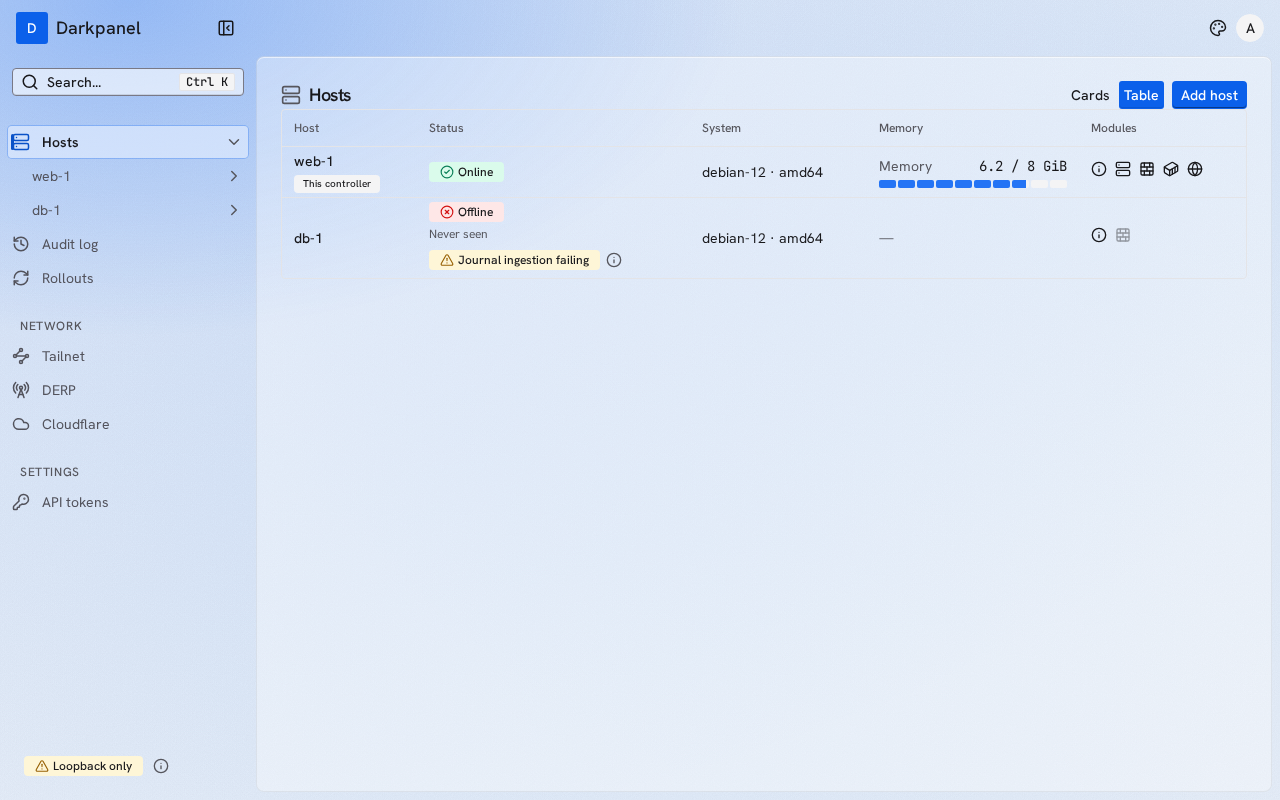 D Darkpanel
A
Search... Ctrl K
Hosts
web-1
db-1
Audit log
Rollouts
NETWORK
Tailnet
DERP
Cloudflare
SETTINGS
API tokens
Loopback only
Hosts
Cards Table Add host
Host Status System Memory Modules
web-1
This controller
Online
debian-12 · amd64
Memory 6.2 / 8 GiB
db-1
Offline
Never seen
Journal ingestion failing
debian-12 · amd64
—